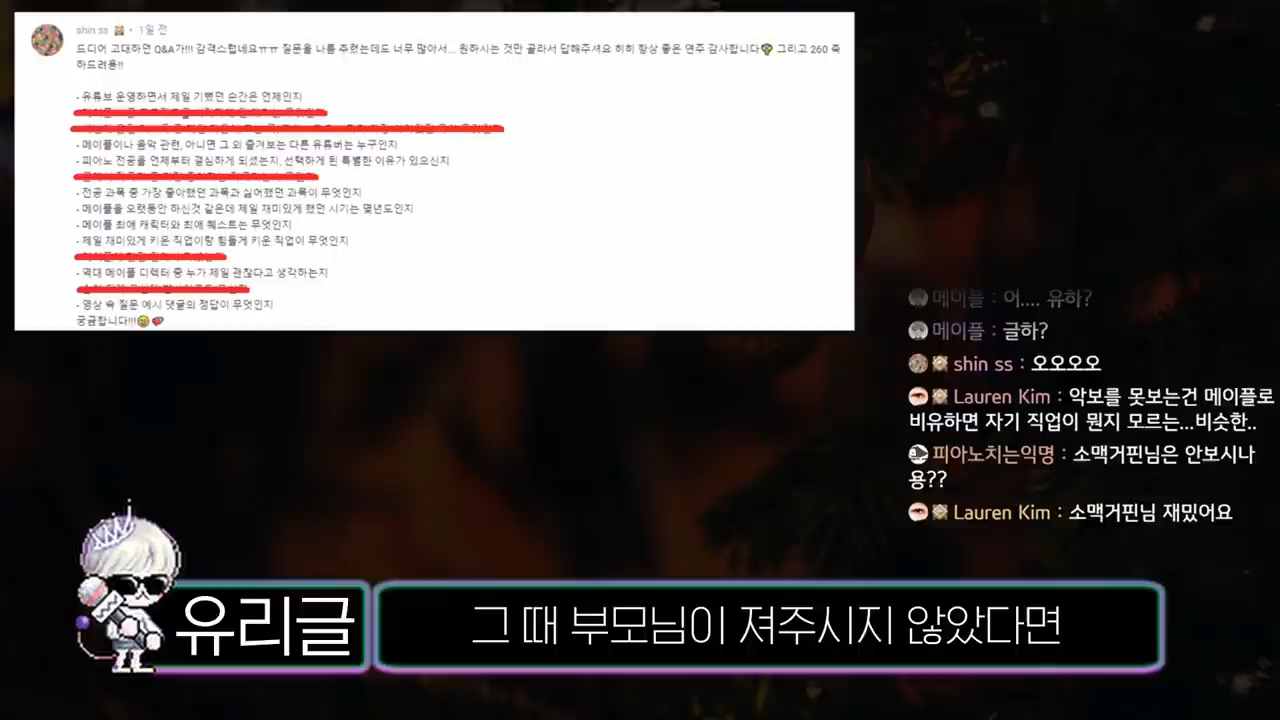 shin ss · 1일 전
드디어 고대하던 Q&A가!!! 감격스럽네요ㅠㅠ 질문을 나름 추렸는데도 너무 많아서... 원하시는 것만 골라서 답해주셔요 히히 항상 좋은 연주 감사합니다 그리고 260 축
하드려용!!
- 유튜브 운영하면서 제일 기뻤던 순간은 언제인지
- 메이플이나 음악 관련, 아니면 그 외 즐겨보는 다른 유튜버는 누구인지
- 피아노 전공을 언제부터 결심하게 되셨는지, 선택하게 된 특별한 이유가 있으신지
- 전공 과목 중 가장 좋아했던 과목과 싫어했던 과목이 무엇인지
- 메이플을 오랫동안 하신것 같은데 제일 재미있게 했던 시기는 몇년도인지
- 메이플 최애 캐릭터와 최애 퀘스트는 무엇인지
- 제일 재미있게 키운 직업이랑 힘들게 키운 직업이 무엇인지
- 역대 메이플 디렉터 중 누가 제일 괜찮다고 생각하는지
- 영상 속 질문 예시 댓글의 정답이 무엇인지
궁금합니다!!!
메이플 : 어.... 유하?
메이플 : 글하?
shin ss : 오오오오
Lauren Kim : 악보를 못보는건 메이플로
비유하면 자기 직업이 뭔지 모르는...비슷한..
피아노치는익명 : 소맥거핀님은 안보시나
용??
Lauren Kim : 소맥거핀님 재밌어요
유리글
그 때 부모님이 져주시지 않았다면